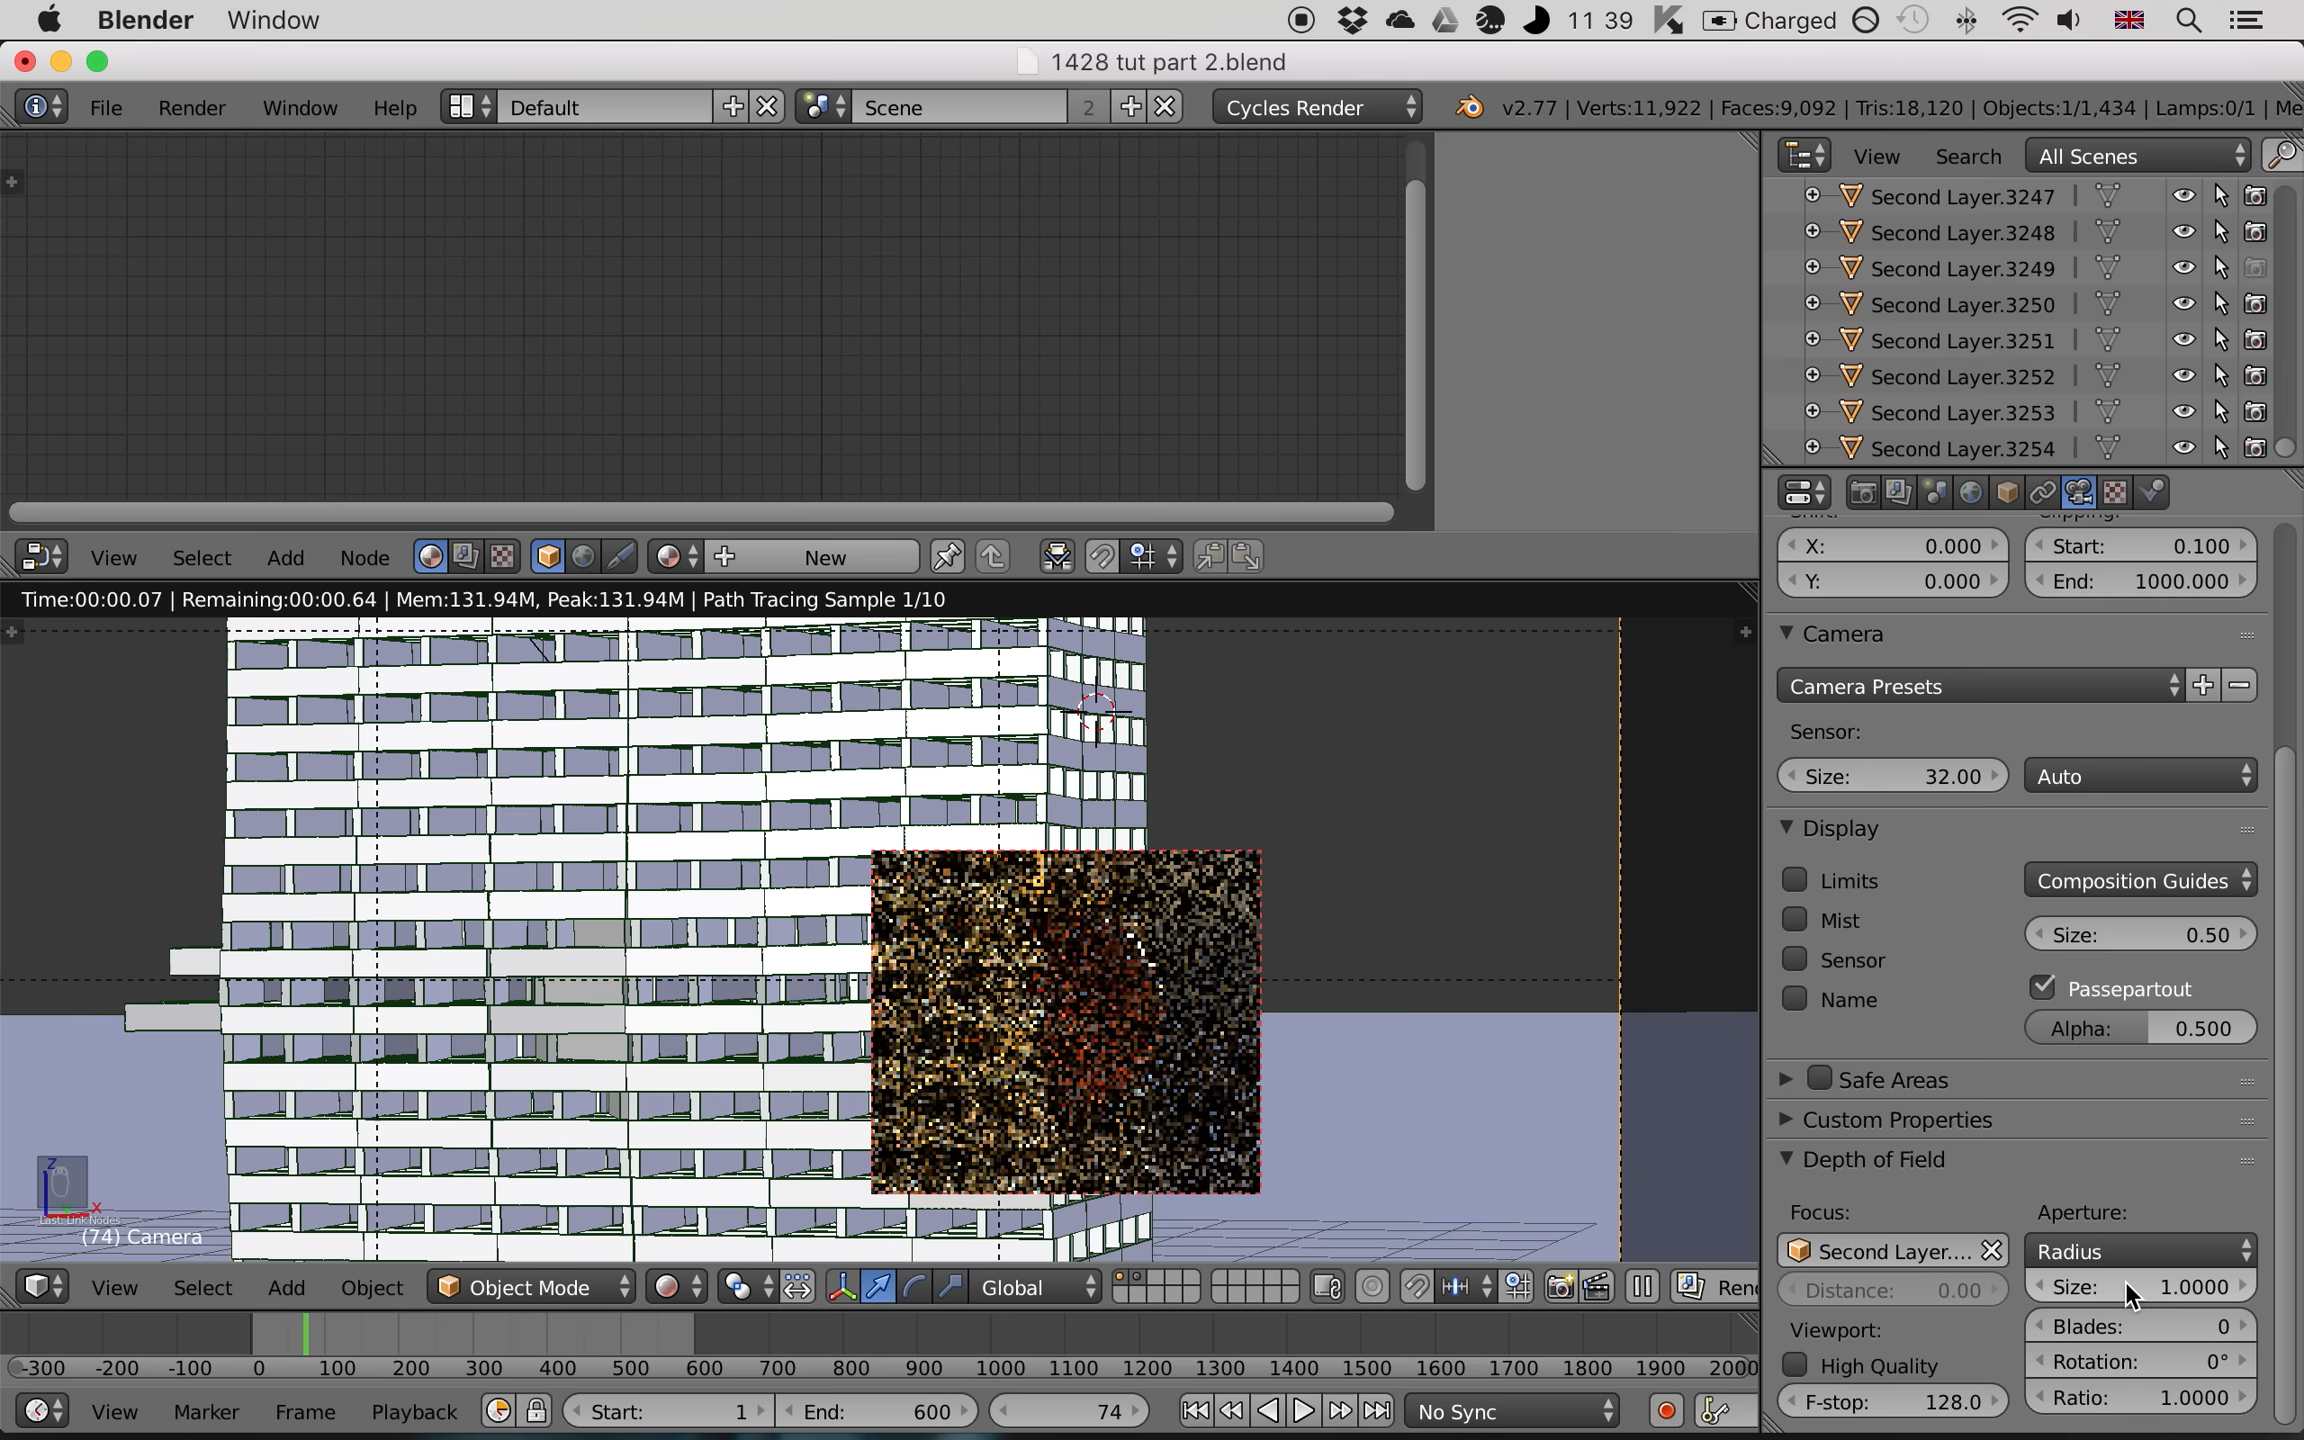 Blender Window 11 39 Charged
1428 tut part 2.blend
File Render Window Help Default Scene 2 Cycles Render v2.77 | Verts:11,922 | Faces:9,092 | Tris:18,120 | Objects:1/1,434 | Lamps:0/1 | Me
View Search All Scenes
Second Layer.3247
Second Layer.3248
Second Layer.3249
Second Layer.3250
Second Layer.3251
Second Layer.3252
Second Layer.3253
Second Layer.3254
View Select Add Node New
Time:00:00.07 | Remaining:00:00.64 | Mem:131.94M, Peak:131.94M | Path Tracing Sample 1/10
Z
X
Last: Link Nodes
(74) Camera
View Select Add Object Object Mode Global Ren
-300 -200 -100 0 100 200 300 400 500 600 700 800 900 1000 1100 1200 1300 1400 1500 1600 1700 1800 1900 2000
View Marker Frame Playback Start: 1 End: 600 74 No Sync
Shift: Clipping:
X: 0.000 Start: 0.100
Y: 0.000 End: 1000.000
Camera
Camera Presets
Sensor:
Size: 32.00 Auto
Display
Limits Composition Guides
Mist Size: 0.50
Sensor Passepartout
Name Alpha: 0.500
Safe Areas
Custom Properties
Depth of Field
Focus: Aperture:
Second Layer.... Radius
Distance: 0.00 Size: 1.0000
Viewport: Blades: 0
High Quality Rotation: 0°
F-stop: 128.0 Ratio: 1.0000